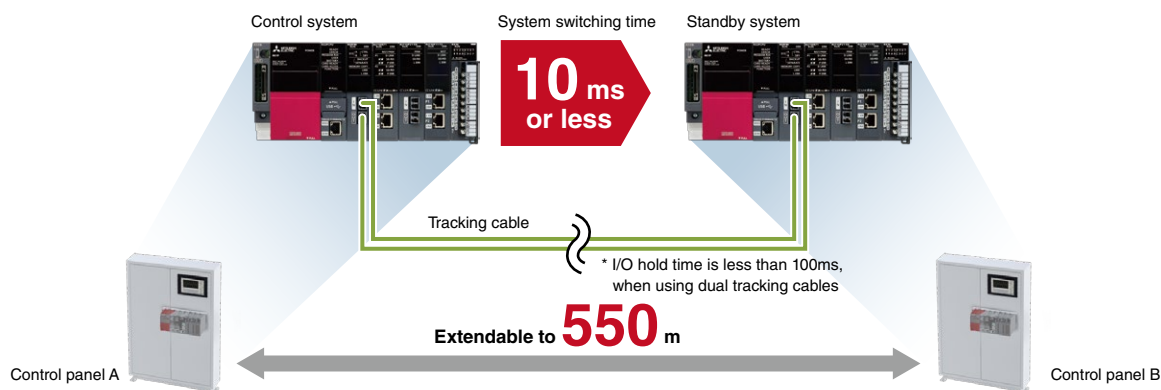 Control system
System switching time
Standby system
10 ms
or less
Tracking cable
* I/O hold time is less than 100ms,
when using dual tracking cables
Extendable to 550 m
Control panel A
Control panel B